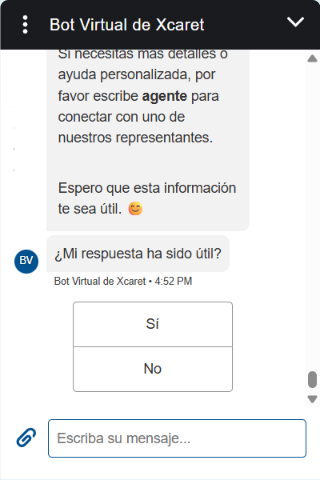 Bot Virtual de Xcaret
Si necesitas más detalles o
ayuda personalizada, por
favor escribe agente para
conectar con uno de
nuestros representantes.
Espero que esta información
te sea útil. 😊
¿Mi respuesta ha sido útil?
BV
Bot Virtual de Xcaret • 4:52 PM
Sí
No
Escriba su mensaje...